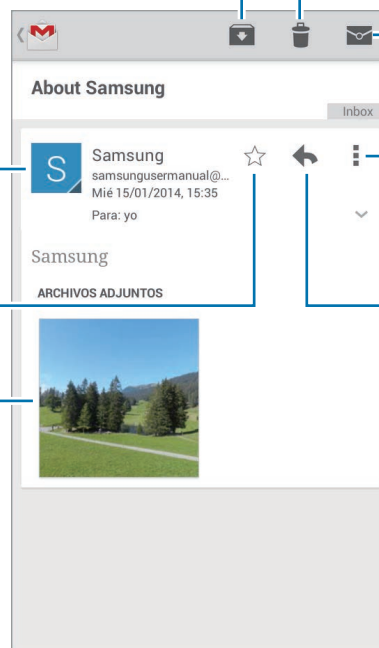 About Samsung
Inbox
S
Samsung
samsungusermanual@...
Mié 15/01/2014, 15:35
Para: yo
Samsung
ARCHIVOS ADJUNTOS